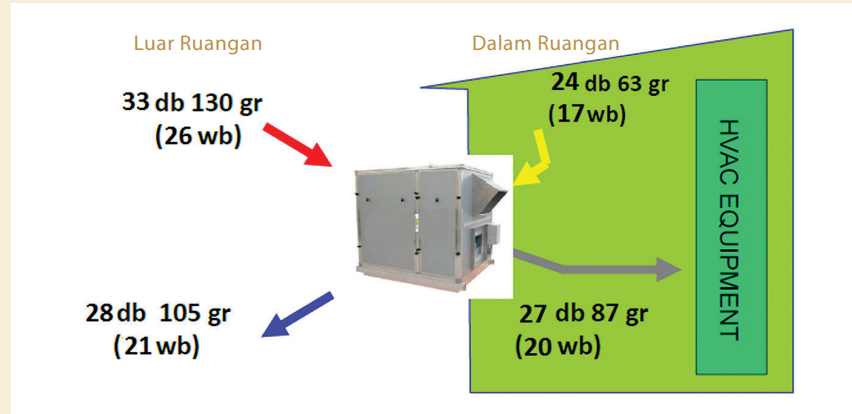 Luar Ruangan
Dalam Ruangan
33 db 130 gr
(26 wb)
24 db 63 gr
(17 wb)
HVAC EQUIPMENT
28 db 105 gr
(21 wb)
27 db 87 gr
(20 wb)